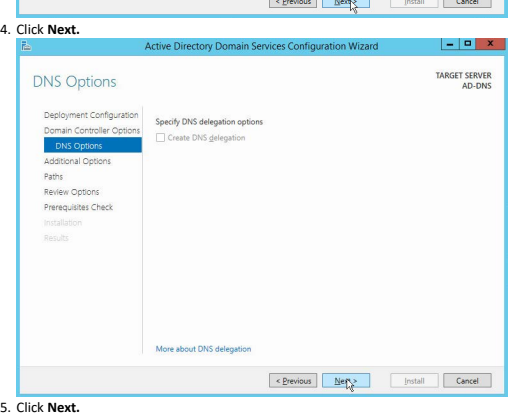 < Previous Next > Install Cancel
4. Click Next.
Active Directory Domain Services Configuration Wizard
DNS Options
TARGET SERVER
AD-DNS
Deployment Configuration
Domain Controller Options
DNS Options
Additional Options
Paths
Review Options
Prerequisites Check
Installation
Results
Specify DNS delegation options
Create DNS delegation
More about DNS delegation
< Previous Next > Install Cancel
5. Click Next.